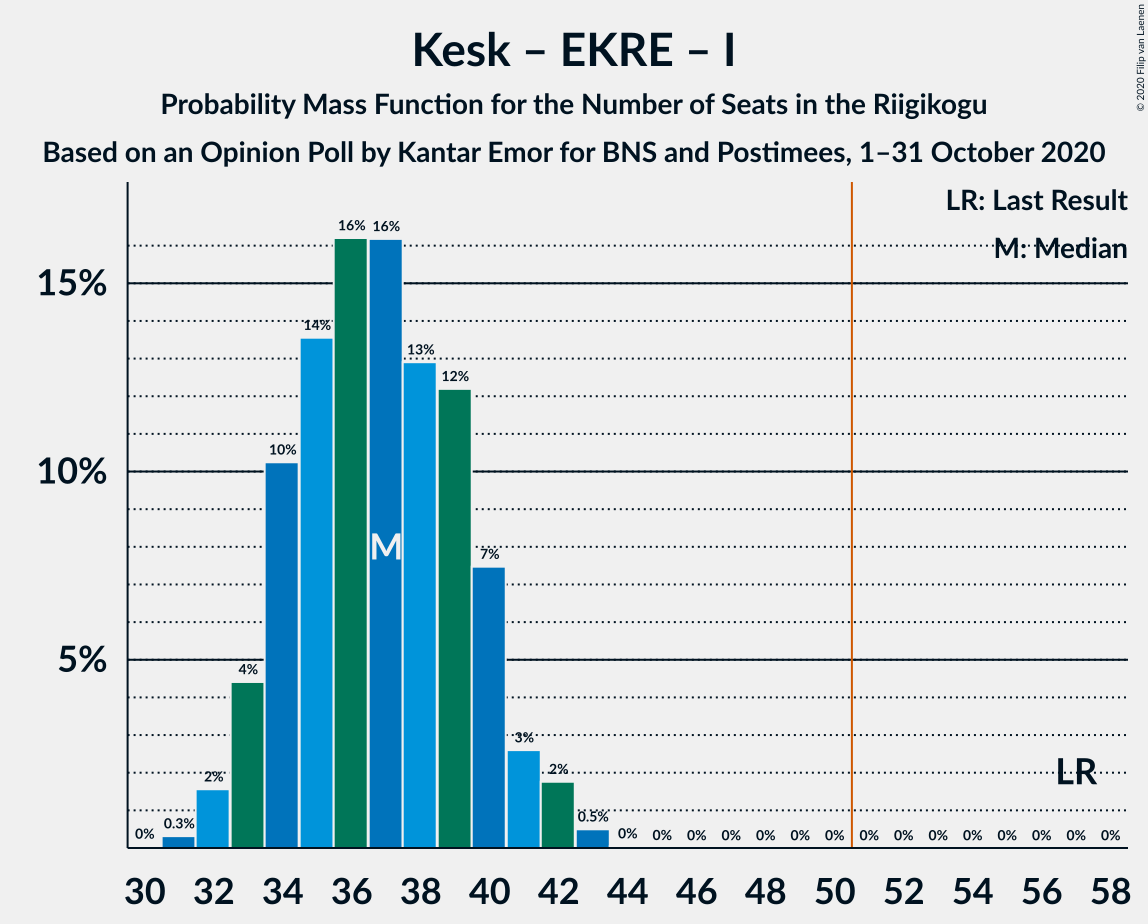 Kesk – EKRE – I
Probability Mass Function for the Number of Seats in the Riigikogu
Based on an Opinion Poll by Kantar Emor for BNS and Postimees, 1–31 October 2020
© 2020 Filip van Laenen
LR: Last Result
M: Median
15%
10%
5%
0% 0.3% 2% 4% 10% 14% 16% 16% 13% 12% 7% 3% 2% 0.5% 0% 0% 0% 0% 0% 0% 0% 0% 0% 0% 0% 0% 0% 0% 0%
M
LR
30 32 34 36 38 40 42 44 46 48 50 52 54 56 58